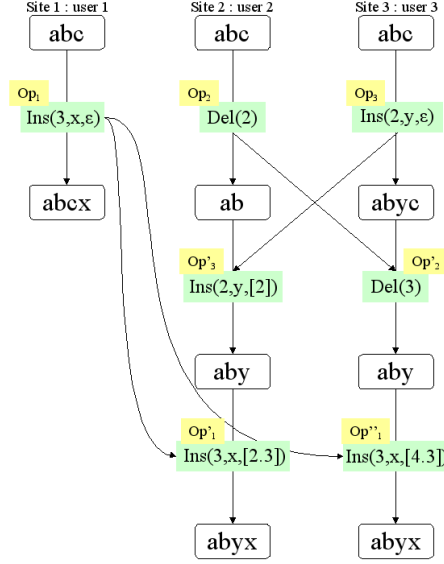 Site 1 : user 1 Site 2 : user 2 Site 3 : user 3
abc abc abc
Op₁ Op₂ Op₃
Ins(3,x,ε) Del(2) Ins(2,y,ε)
abcx ab abyc
Op'₃ Op'₂
Ins(2,y,[2]) Del(3)
aby aby
Op'₁ Op''₁
Ins(3,x,[2.3]) Ins(3,x,[4.3])
abyx abyx